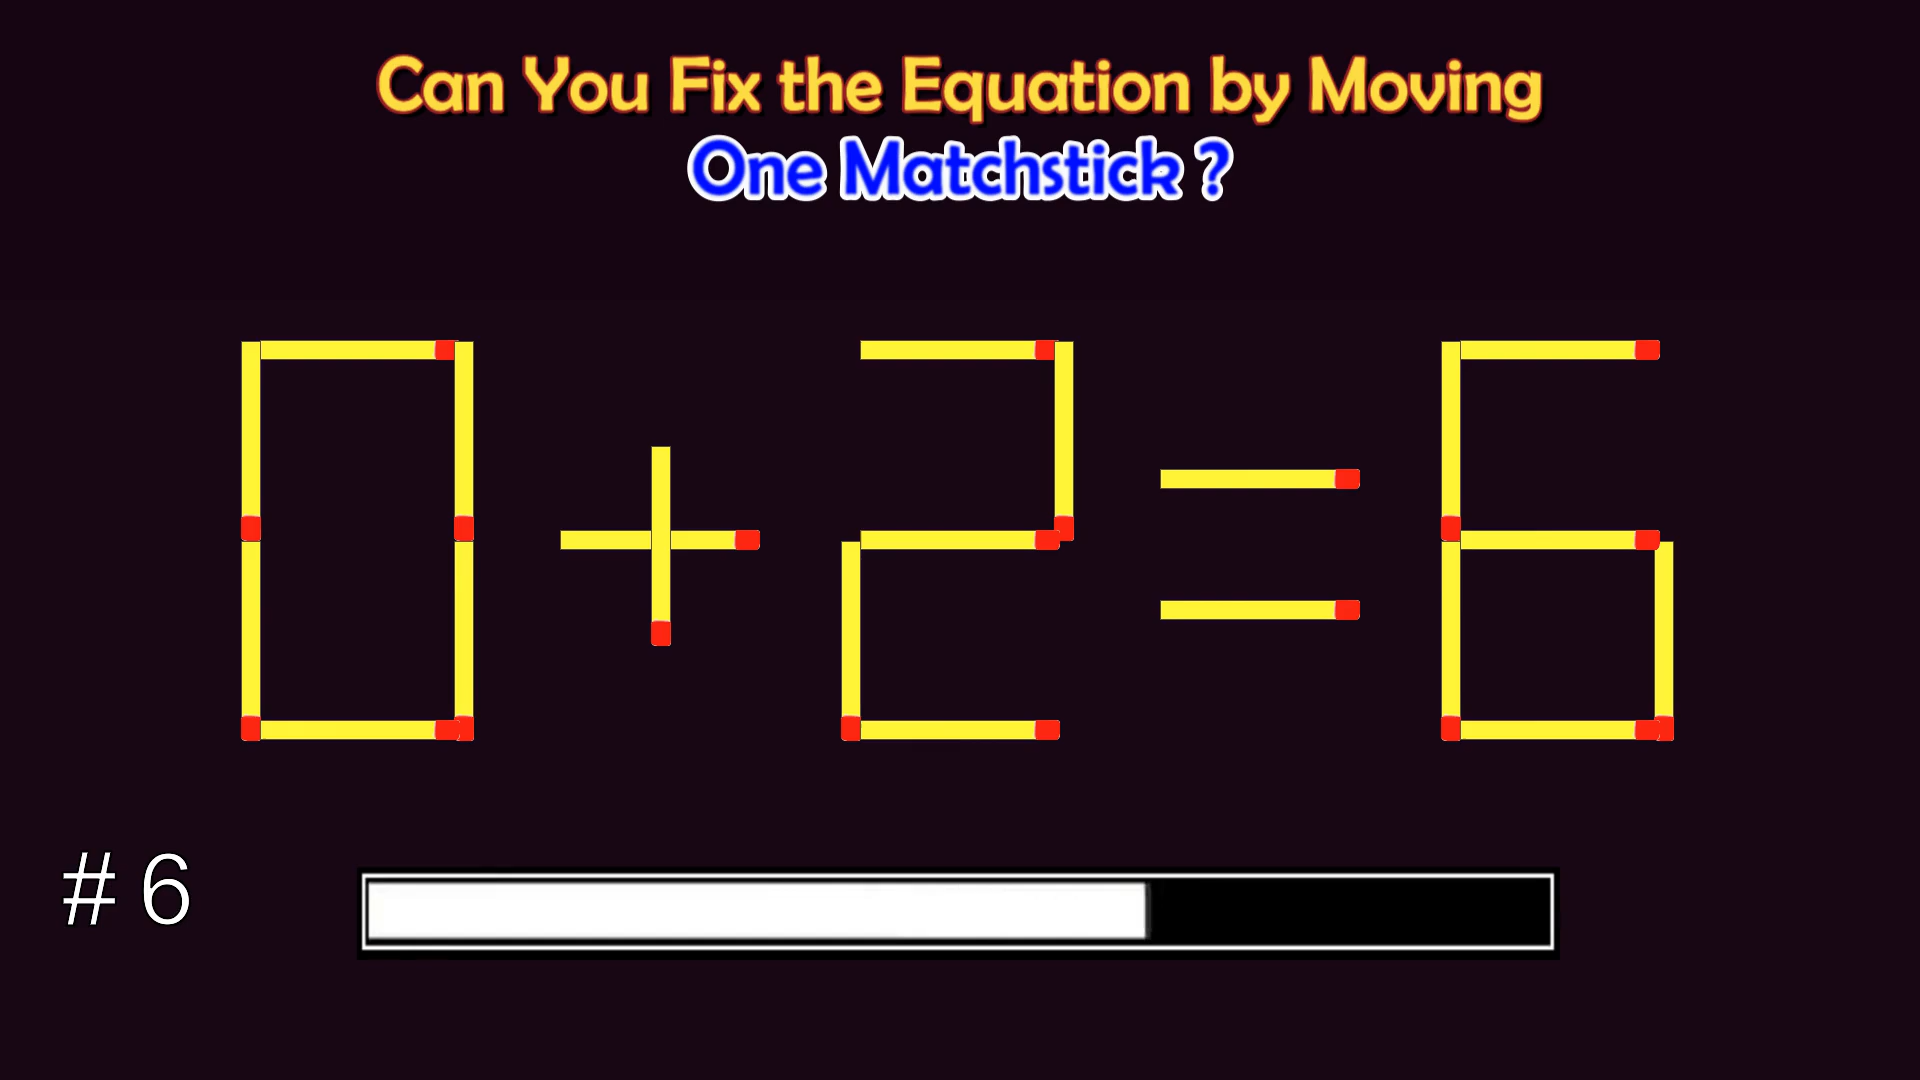 Can You Fix the Equation by Moving
One Matchstick ?
0 + 2 = 6
# 6